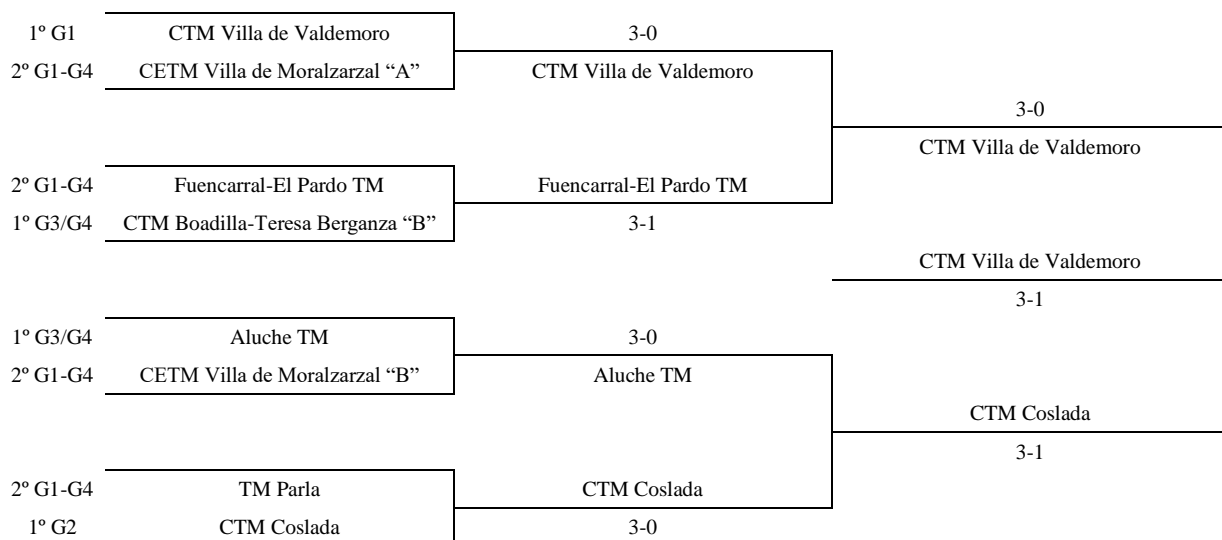 1º G1 CTM Villa de Valdemoro 3-0
2º G1-G4 CETM Villa de Moralzarzal “A” CTM Villa de Valdemoro
3-0
CTM Villa de Valdemoro
2º G1-G4 Fuencarral-El Pardo TM Fuencarral-El Pardo TM
1º G3/G4 CTM Boadilla-Teresa Berganza “B” 3-1
CTM Villa de Valdemoro
3-1
1º G3/G4 Aluche TM 3-0
2º G1-G4 CETM Villa de Moralzarzal “B” Aluche TM
CTM Coslada
3-1
2º G1-G4 TM Parla CTM Coslada
1º G2 CTM Coslada 3-0